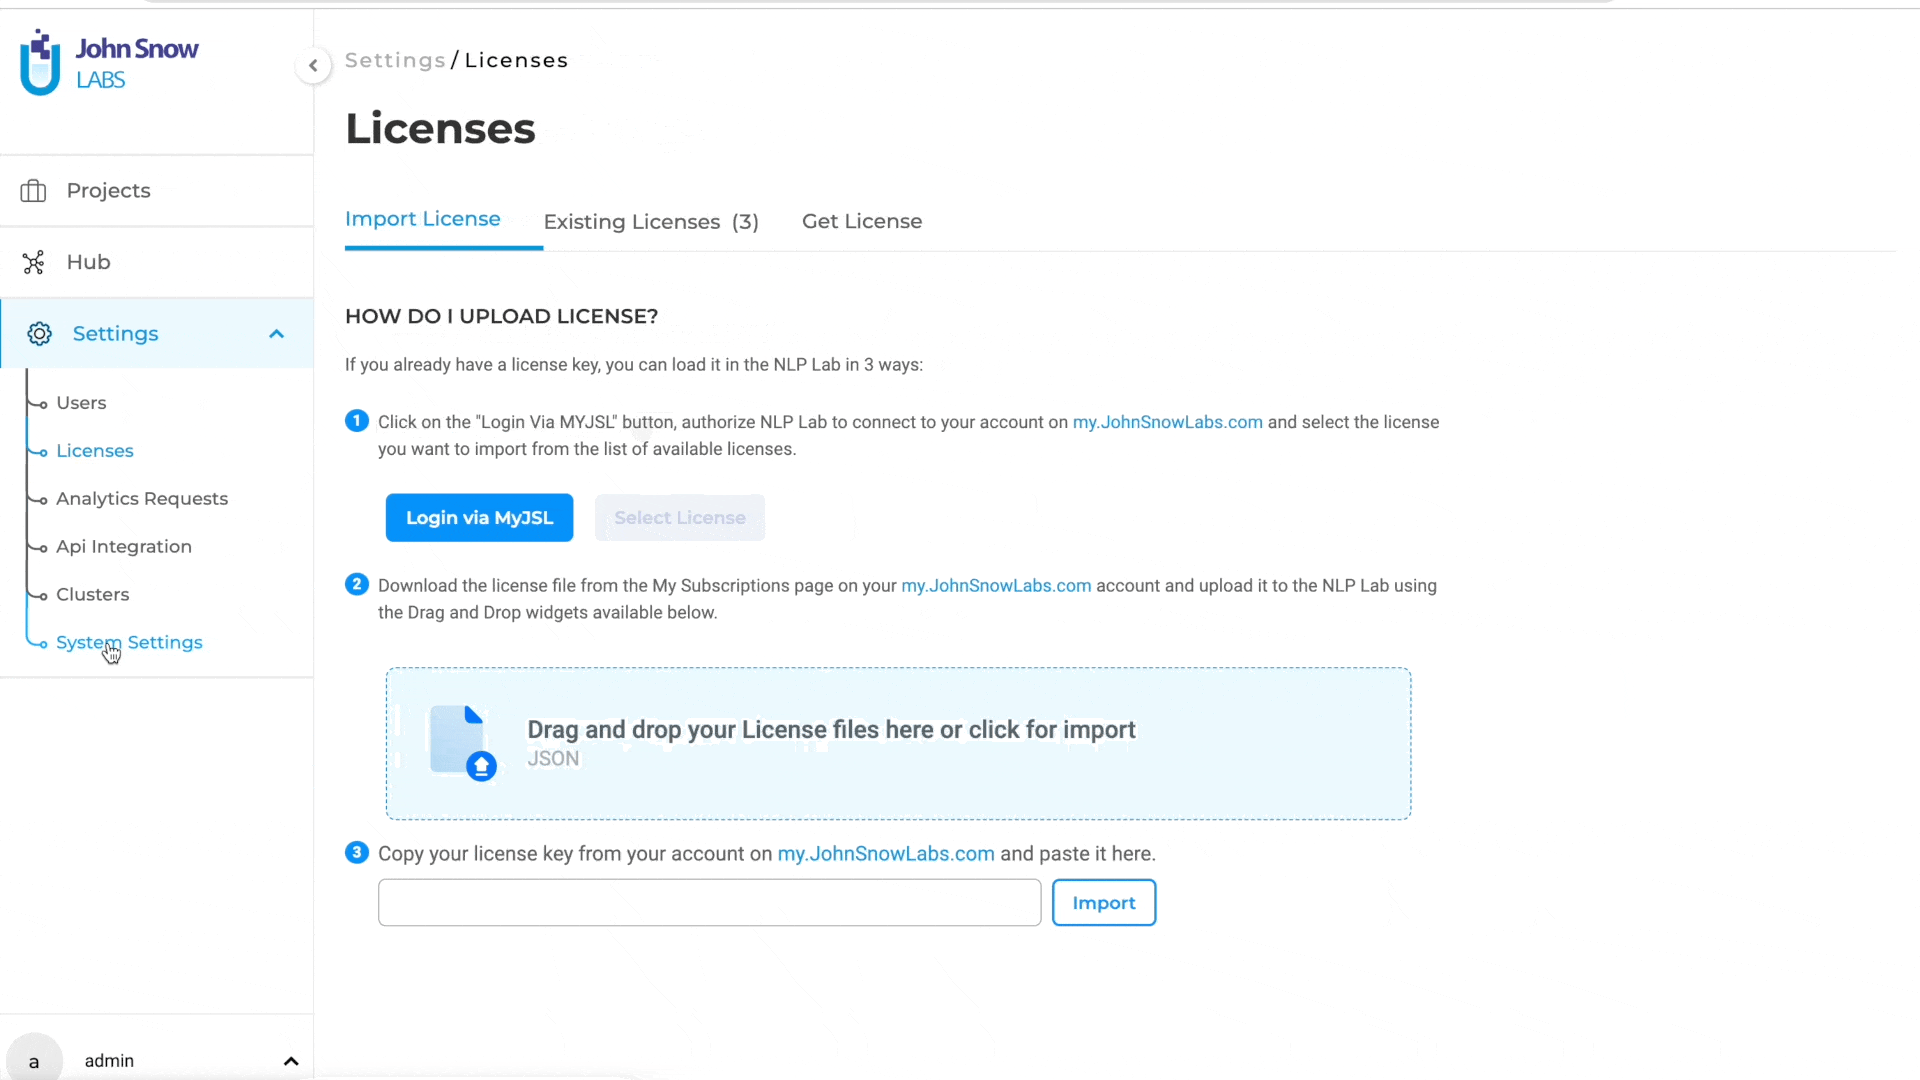 John Snow
LABS
Projects
Hub
Settings
Users
Licenses
Analytics Requests
Api Integration
Clusters
System Settings
a admin
Settings / Licenses
Licenses
Import License Existing Licenses (3) Get License
HOW DO I UPLOAD LICENSE?
If you already have a license key, you can load it in the NLP Lab in 3 ways:
1 Click on the "Login Via MYJSL" button, authorize NLP Lab to connect to your account on my.JohnSnowLabs.com and select the license
you want to import from the list of available licenses.
Login via MyJSL Select License
2 Download the license file from the My Subscriptions page on your my.JohnSnowLabs.com account and upload it to the NLP Lab using
the Drag and Drop widgets available below.
Drag and drop your License files here or click for import
JSON
3 Copy your license key from your account on my.JohnSnowLabs.com and paste it here.
Import